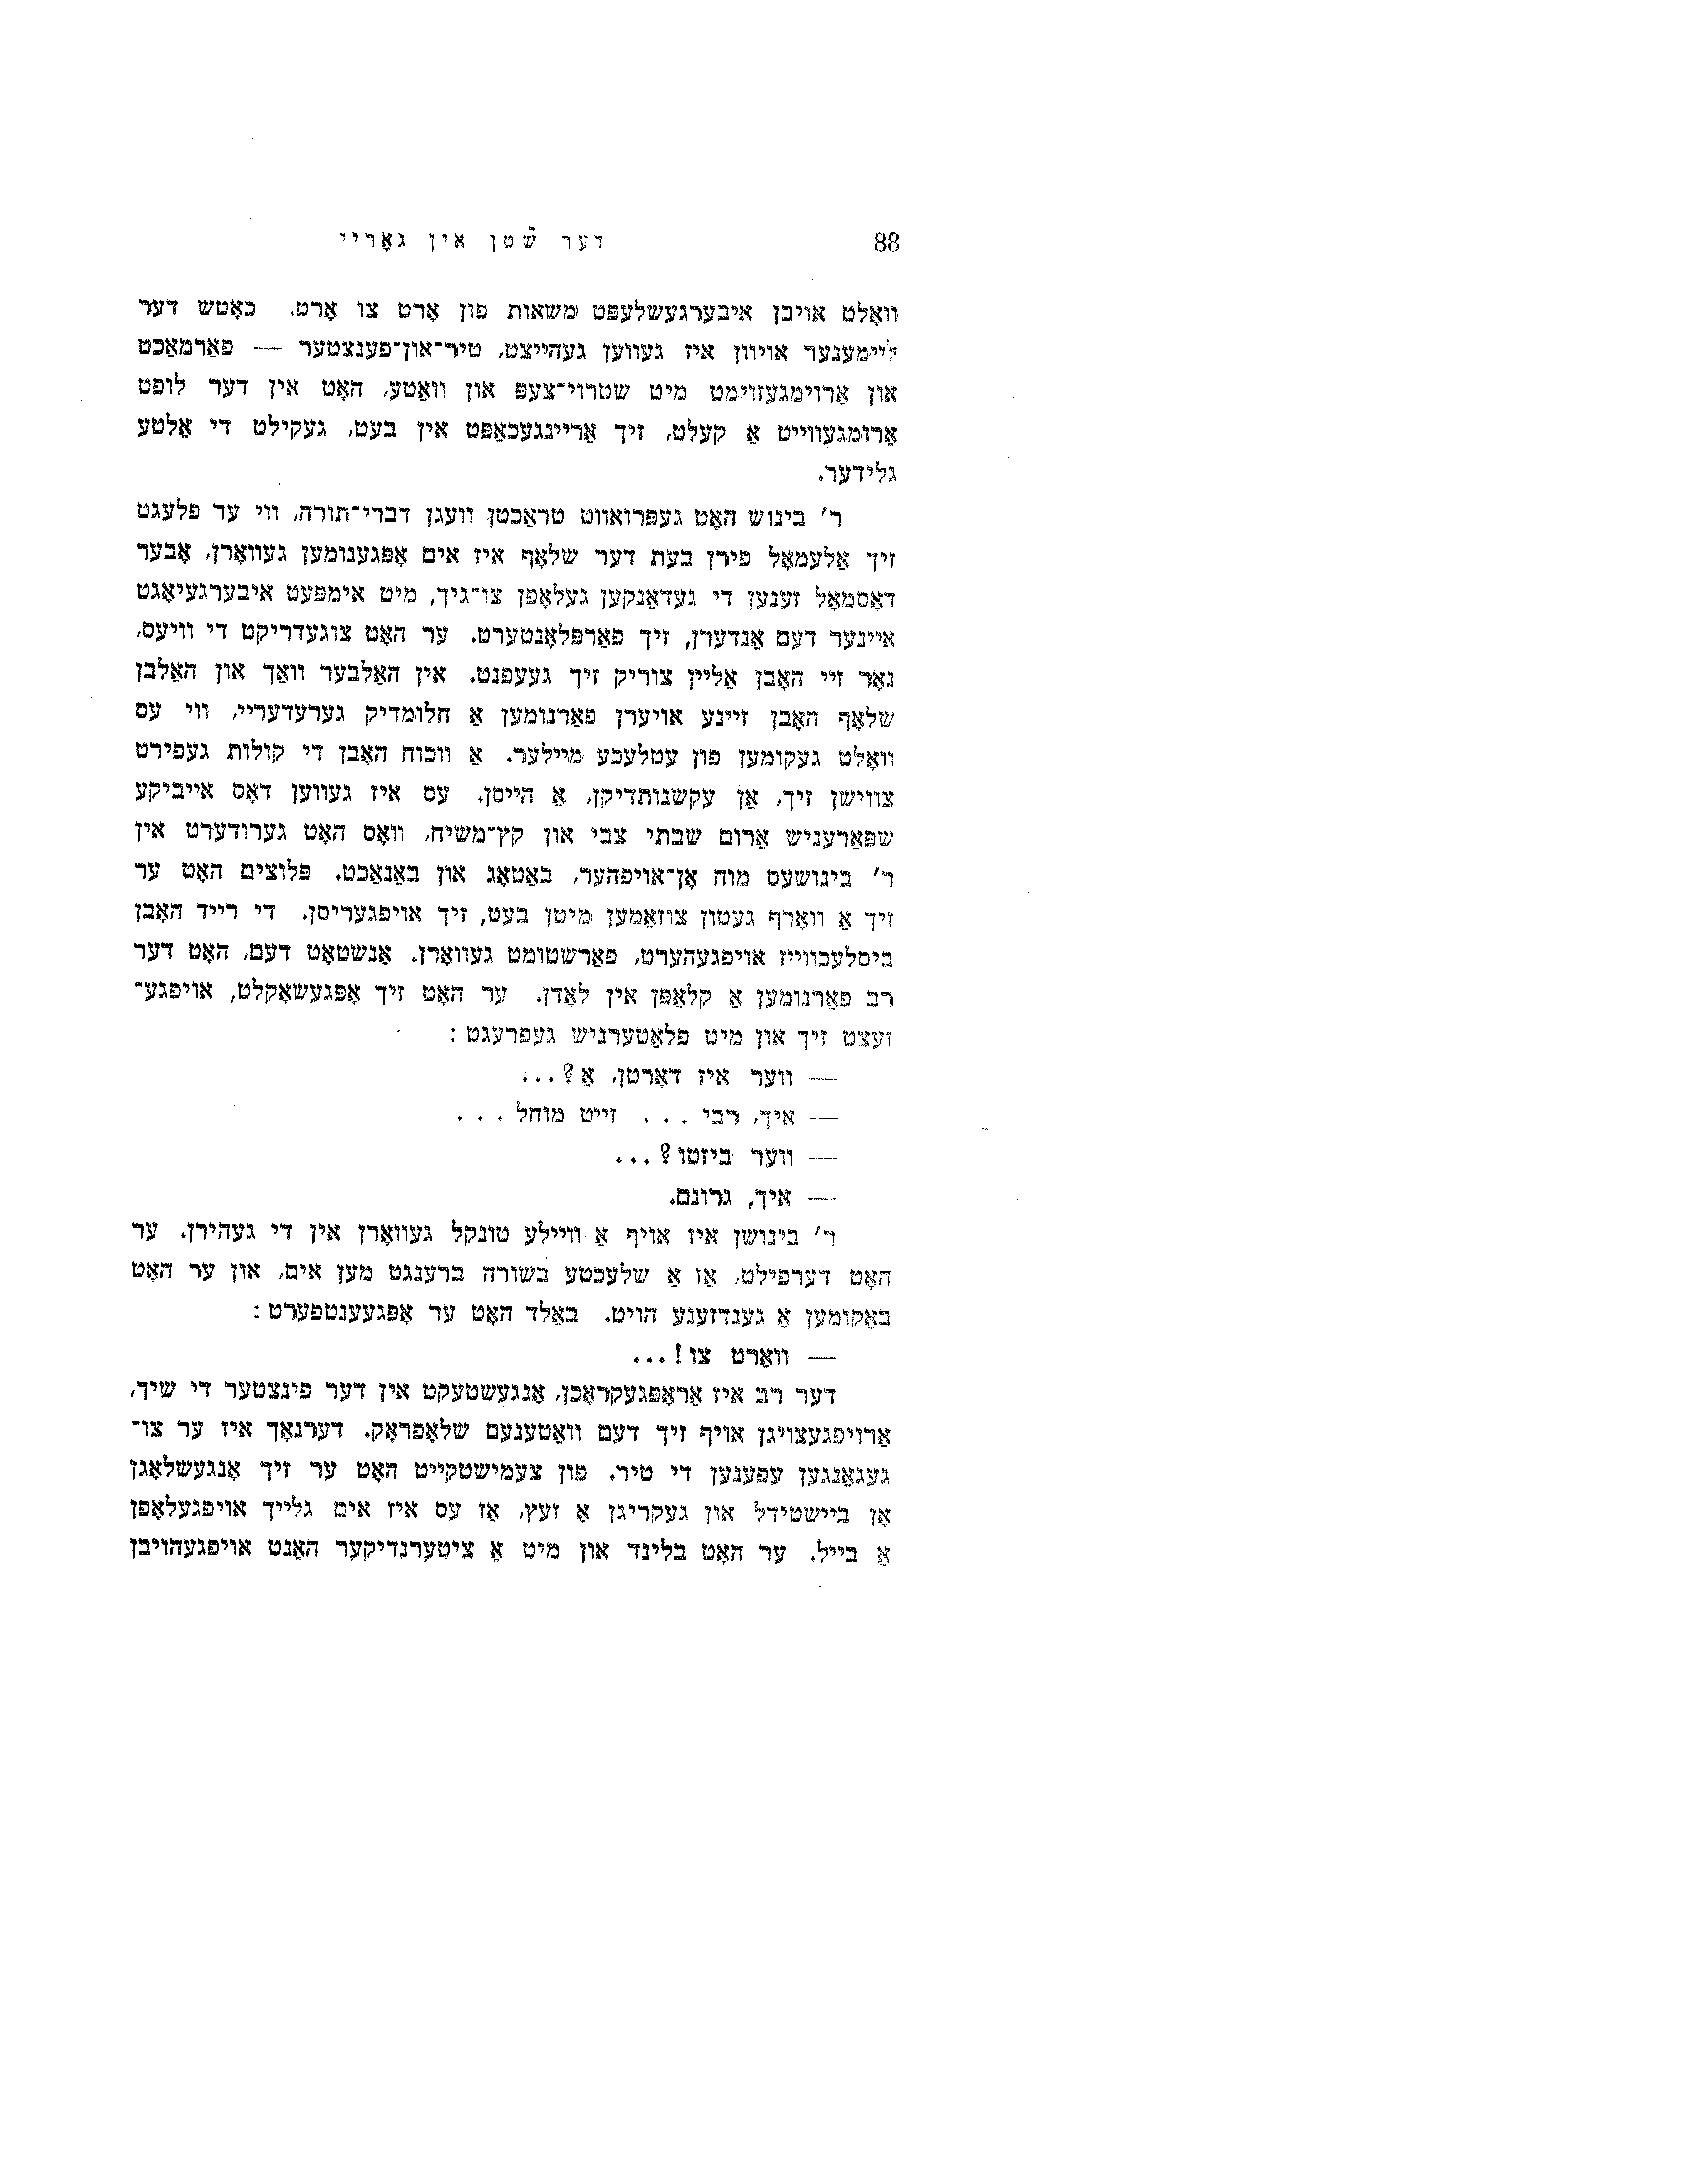 88 דער שֹטן אין גאָריי
וואָלט אויבן איבערגעשלעפּט משאות פון אָרט צו אָרט. כאָטש דער
ליימענער אויוון איז געווען געהייצט, טיר־און־פענצטער — פאַרמאַכט
און אַרומגעזוימט מיט שטרוי־צעפּ און וואַטע, האָט אין דער לופט
אַרומגעווייט אַ קעלט, זיך אַריינגעכאַפּט אין בעט, געקילט די אַלטע
גלידער.
ר׳ בינוש האָט געפּרואווט טראַכטן וועגן דברי־תורה, ווי ער פלעגט
זיך אַלעמאָל פירן בעת דער שלאָף איז אים אָפּגענומען געוואָרן, אָבער
דאָסמאָל זענען די געדאַנקען געלאָפן צו־גיך, מיט אימפּעט איבערגעיאָגט
איינער דעם אַנדערן, זיך פאַרפּלאָנטערט. ער האָט צוגעדריקט די וויעס,
נאָר זיי האָבן אַליין צוריק זיך געעפנט. אין האַלבער וואַך און האַלבן
שלאָף האָבן זיינע אויערן פאַרנומען אַ חלומדיק גערעדעריי, ווי עס
וואָלט געקומען פון עטלעכע מיילער. אַ ווכוח האָבן די קולות געפירט
צווישן זיך, אַן עקשנותדיקן, אַ הייסן. עס איז געווען דאָס אייביקע
שפּאַרעניש אַרום שבתי צבי און קץ־משיח, וואָס האָט גערודערט אין
ר׳ בינושעס מוח אָן־אויפהער, באַטאָג און באַנאַכט. פּלוצים האָט ער
זיך אַ וואָרף געטון צוזאַמען מיטן בעט, זיך אויפגעריסן. די רייד האָבן
ביסלעכווייז אויפגעהערט, פאַרשטומט געוואָרן. אָנשטאָט דעם, האָט דער
רב פאַרנומען אַ קלאַפּן אין לאָדן. ער האָט זיך אָפּגעשאָקלט, אויפגע־
זעצט זיך און מיט פלאַטערניש געפרעגט:
— ווער איז דאָרטן, אַ?...
— איך, רבי ... זייט מוחל ...
— ווער ביזטו?...
— איך, גרונם.
ר׳ בינושן איז אויף אַ וויילע טונקל געוואָרן אין די געהירן. ער
האָט דערפילט, אַז אַ שלעכטע בשורה ברענגט מען אים, און ער האָט
באַקומען אַ גענדזענע הויט. באַלד האָט ער אָפּגעענטפערט:
— וואַרט צו!...
דער רב איז אַראָפּגעקראָכן, אָנגעשטעקט אין דער פינצטער די שיך,
אַרויפגעצויגן אויף זיך דעם וואַטענעם שלאָפראָק. דערנאָך איז ער צו־
געגאַנגען עפענען די טיר. פון צעמישטקייט האָט ער זיך אָנגעשלאָגן
אָן ביישטידל און געקריגן אַ זעץ, אַז עס איז אים גלייך אויפגעלאָפן
אַ בייל. ער האָט בלינד און מיט אַ ציטערנדיקער האַנט אויפגעהויבן